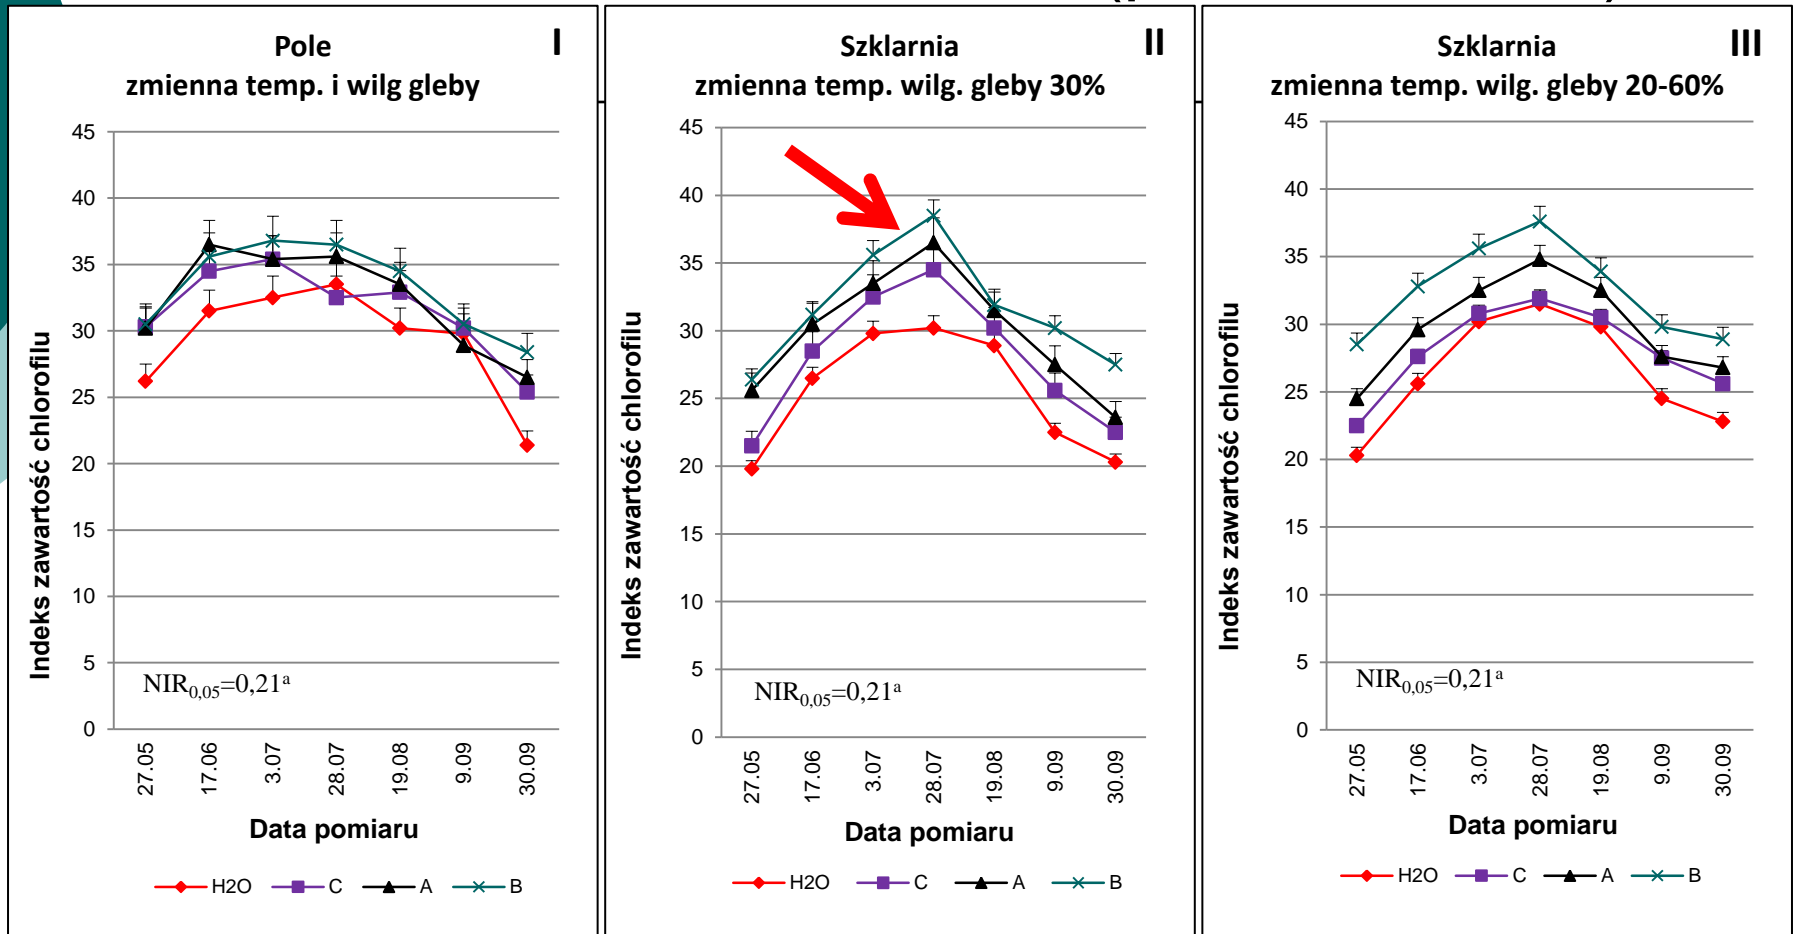 Pole I
zmienna temp. i wilg gleby
45
40
35
30
25
20
15
10
5
0
Indeks zawartość chlorofilu
NIR0,05=0,21a
27.05 17.06 3.07 28.07 19.08 9.09 30.09
Data pomiaru
H2O C A B
Szklarnia II
zmienna temp. wilg. gleby 30%
45
40
35
30
25
20
15
10
5
0
Indeks zawartość chlorofilu
NIR0,05=0,21a
27.05 17.06 3.07 28.07 19.08 9.09 30.09
Data pomiaru
H2O C A B
Szklarnia III
zmienna temp. wilg. gleby 20-60%
45
40
35
30
25
20
15
10
5
0
Indeks zawartość chlorofilu
NIR0,05=0,21a
27.05 17.06 3.07 28.07 19.08 9.09 30.09
Data pomiaru
H2O C A B